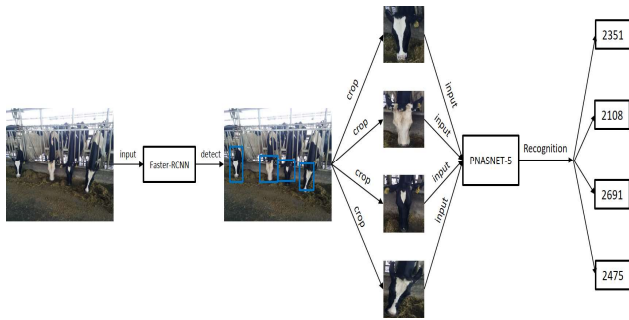 input
Faster-RCNN
detect
crop
crop
crop
crop
input
input
input
input
PNASNET-5
Recognition
2351
2108
2691
2475